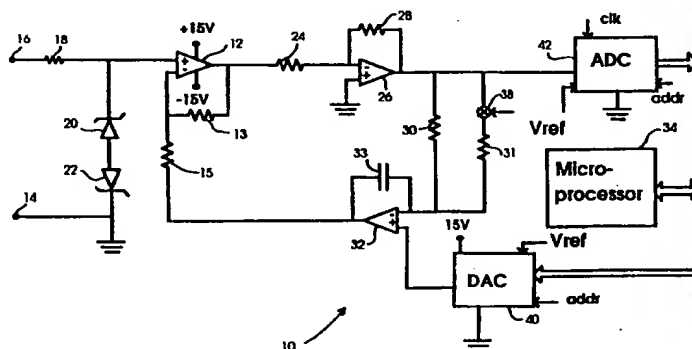 +15V
16
18
12
24
28
clk
42
ADC
addr
-15V
26
38
Vref
20
13
30
31
34
Micro-
processor
22
15
33
14
32
15V
Vref
DAC
addr
40
10